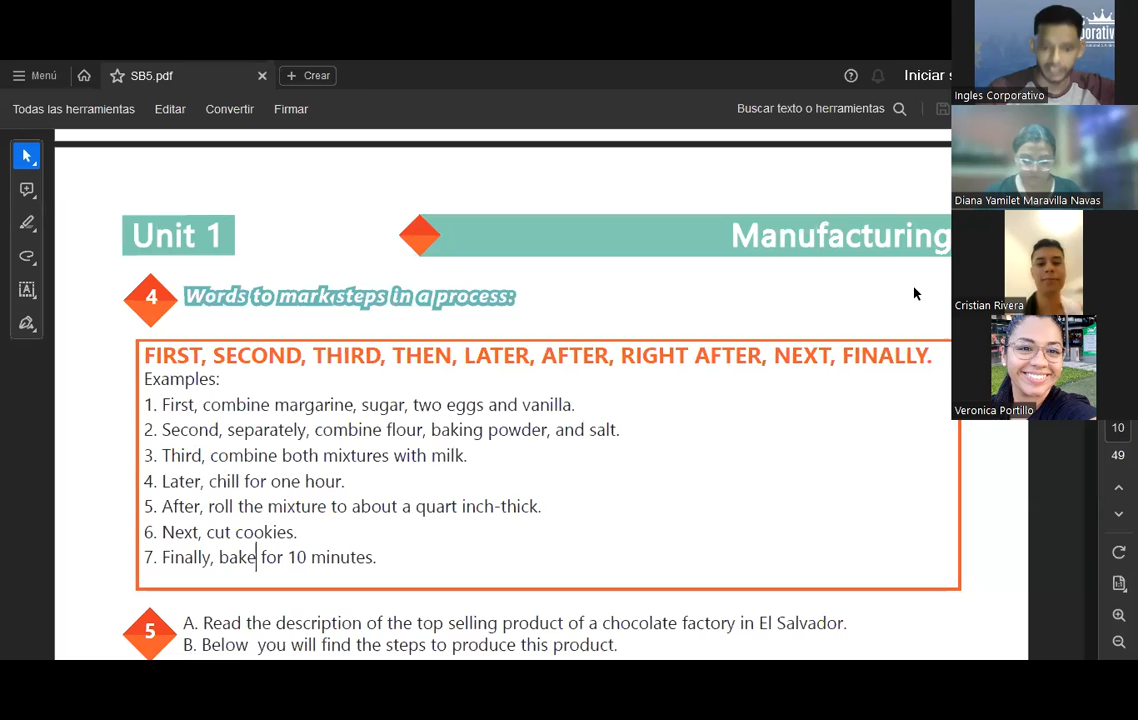 Menú
SB5.pdf
Crear
Iniciar s
Todas las herramientas
Editar
Convertir
Firmar
Buscar texto o herramientas
Unit 1
Manufacturing
4
Words to mark steps in a process:
FIRST, SECOND, THIRD, THEN, LATER, AFTER, RIGHT AFTER, NEXT, FINALLY.
Examples:
1. First, combine margarine, sugar, two eggs and vanilla.
2. Second, separately, combine flour, baking powder, and salt.
3. Third, combine both mixtures with milk.
4. Later, chill for one hour.
5. After, roll the mixture to about a quart inch-thick.
6. Next, cut cookies.
7. Finally, bake for 10 minutes.
5
A. Read the description of the top selling product of a chocolate factory in El Salvador.
B. Below you will find the steps to produce this product.
orativ
Ingles Corporativo
Diana Yamilet Maravilla Navas
Cristian Rivera
Veronica Portillo
10
49